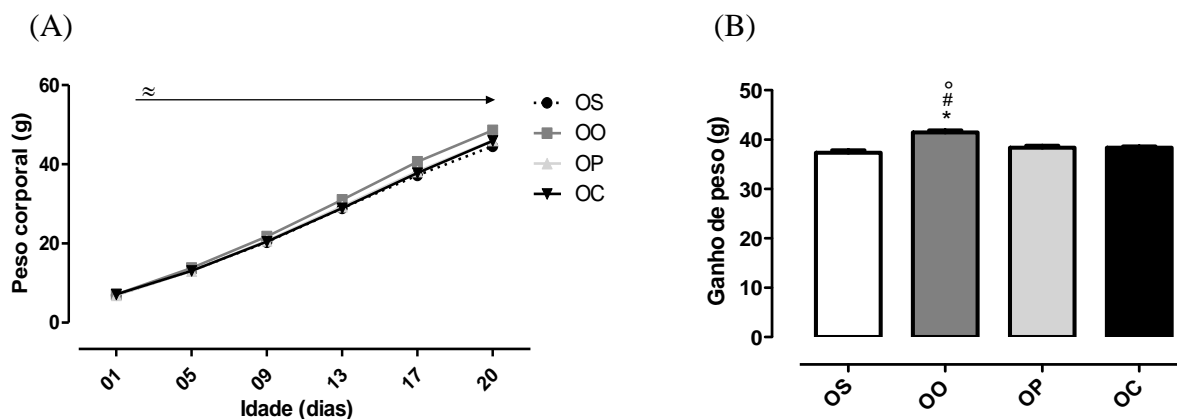 (A)
(B)
Peso corporal (g)
60
40
20
0
≈
01
05
09
13
17
20
Idade (dias)
OS
OO
OP
OC
Ganho de peso (g)
50
40
30
20
10
0
°
#
*
OS
OO
OP
OC